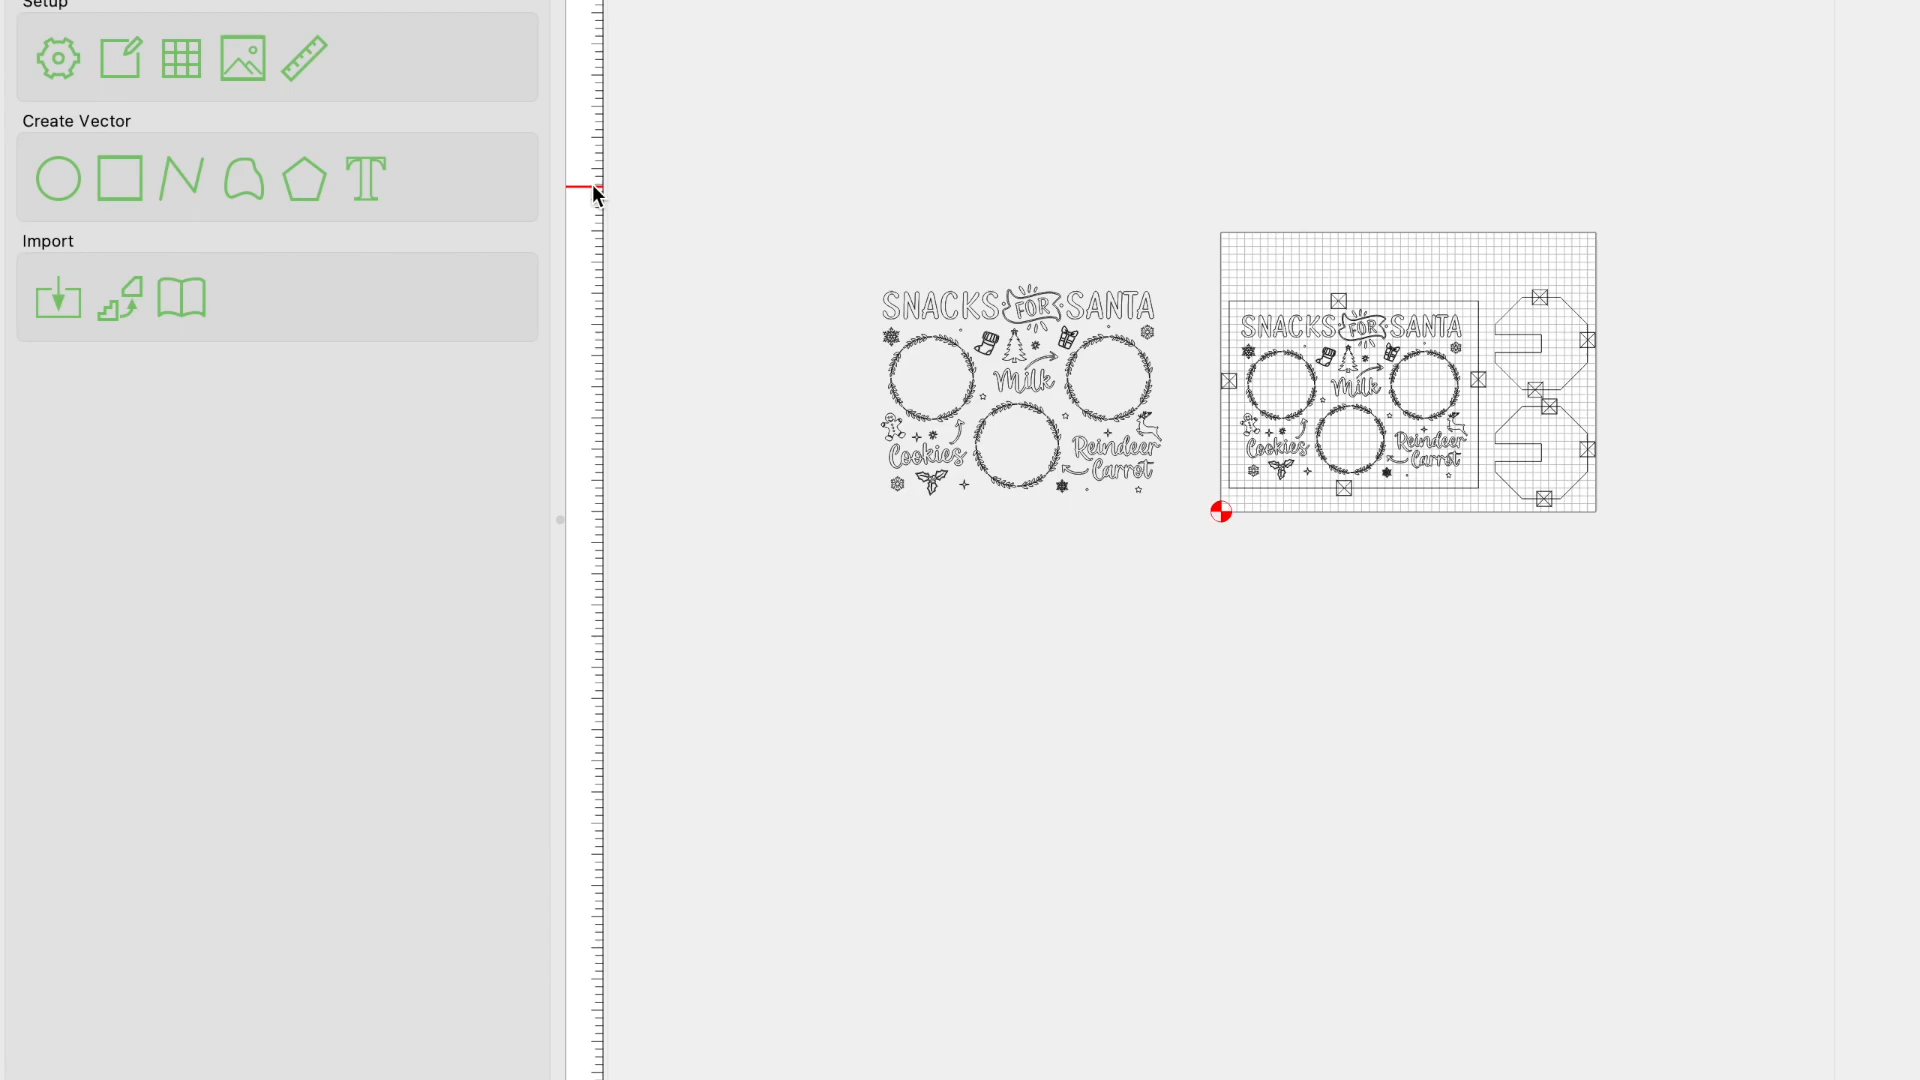 Setup
Create Vector
Import
SNACKS FOR SANTA
Milk
Cookies
Reindeer
Carrot
SNACKS FOR SANTA
Milk
Cookies
Reindeer
Carrot